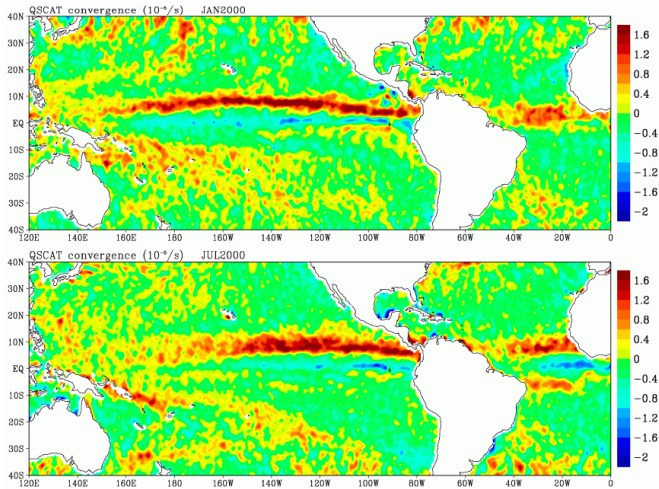 QSCAT convergence (10⁻⁶/s) JAN2000
40N
30N
20N
10N
EQ
10S
20S
30S
40S
120E 140E 160E 180 160W 140W 120W 100W 80W 60W 40W 20W 0
1.6
1.2
0.8
0.4
0
−0.4
−0.8
−1.2
−1.6
−2
QSCAT convergence (10⁻⁶/s) JUL2000
40N
30N
20N
10N
EQ
10S
20S
30S
40S
120E 140E 160E 180 160W 140W 120W 100W 80W 60W 40W 20W 0
1.6
1.2
0.8
0.4
0
−0.4
−0.8
−1.2
−1.6
−2